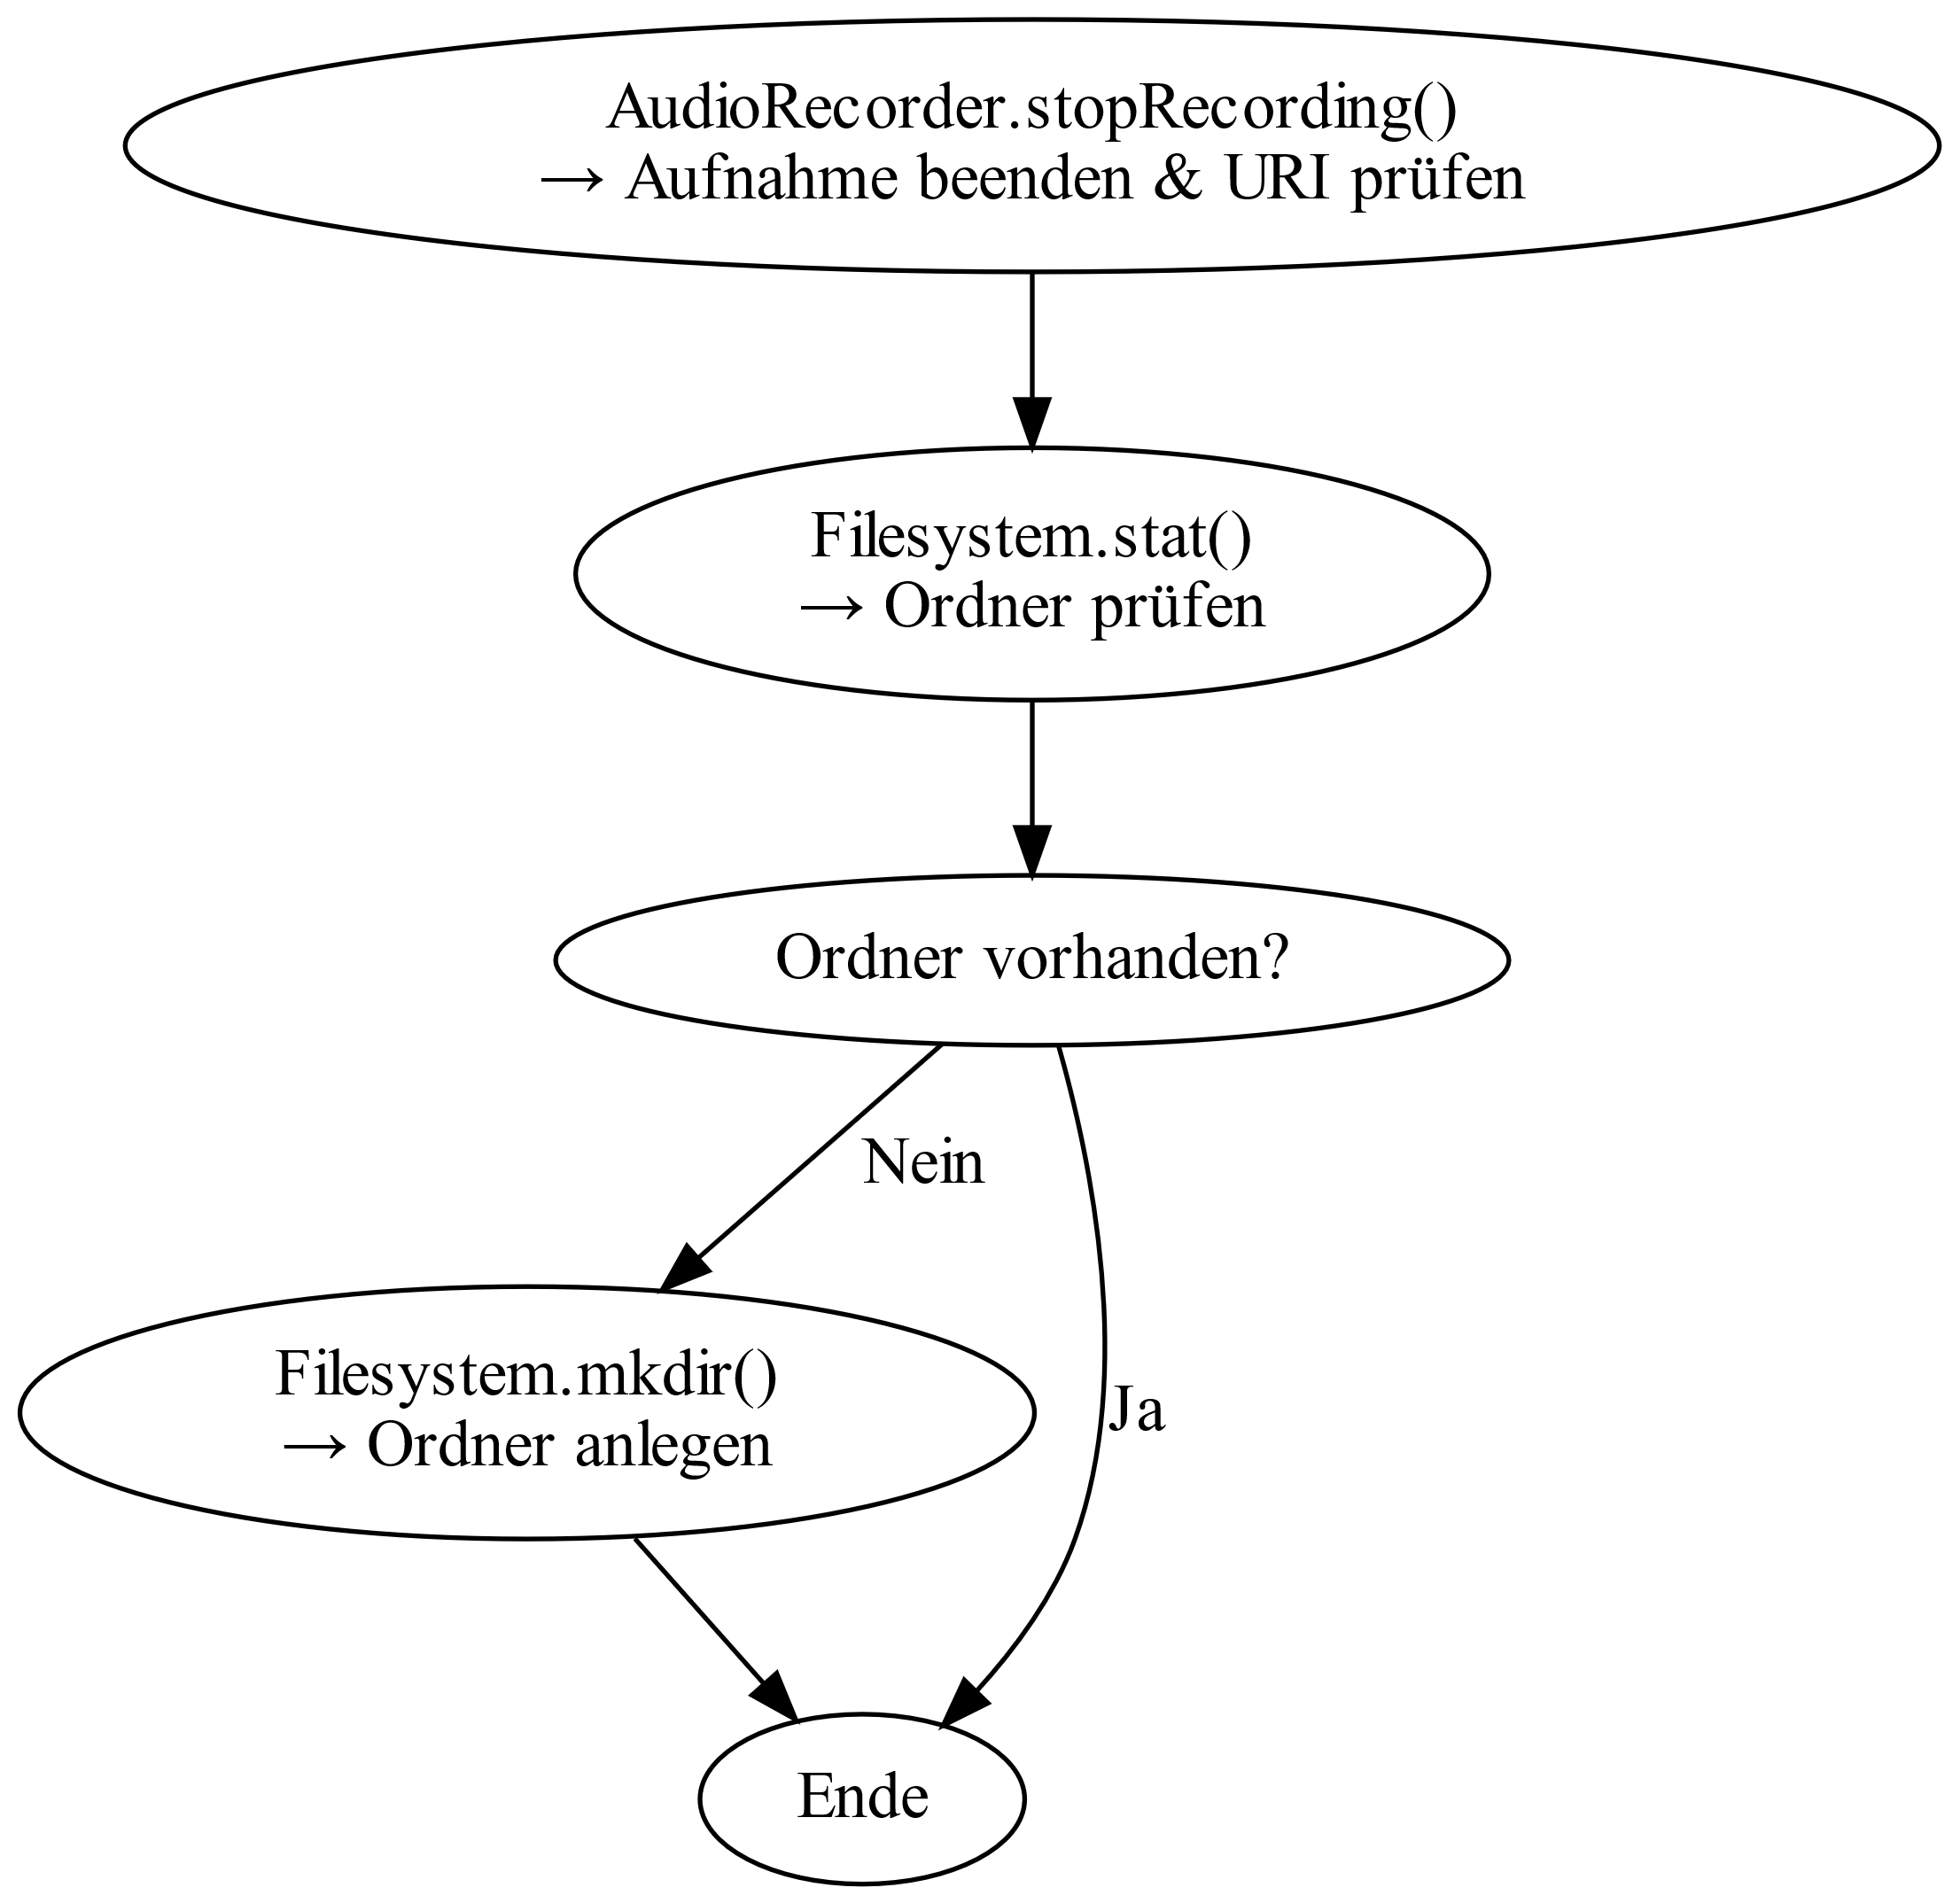 AudioRecorder.stopRecording()
→ Aufnahme beenden & URI prüfen
Filesystem.stat()
→ Ordner prüfen
Ordner vorhanden?
Nein
Filesystem.mkdir()
→ Ordner anlegen
Ja
Ende